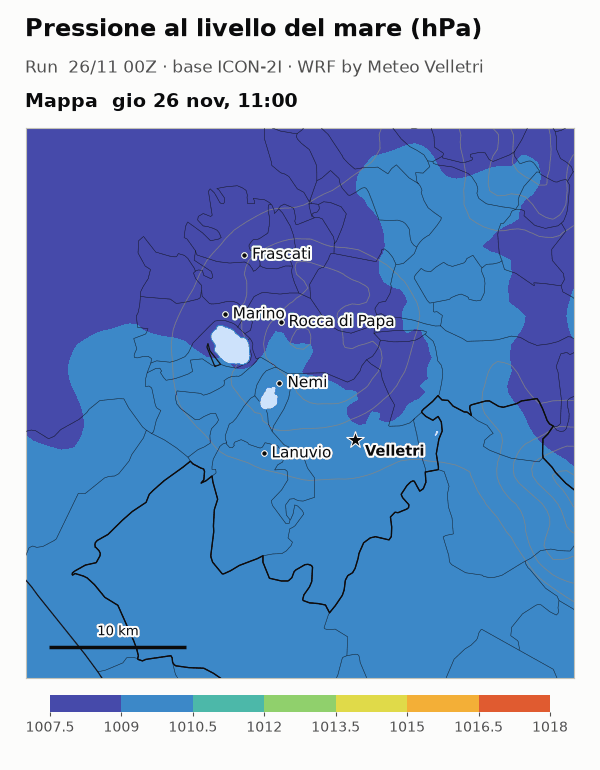 Pressione al livello del mare (hPa)
Run  26/11 00Z · base ICON-2I · WRF by Meteo Velletri
Mappa  gio 26 nov, 11:00
Frascati
Marino
Rocca di Papa
Nemi
Velletri
Lanuvio
10 km
1007.5 1009 1010.5 1012 1013.5 1015 1016.5 1018